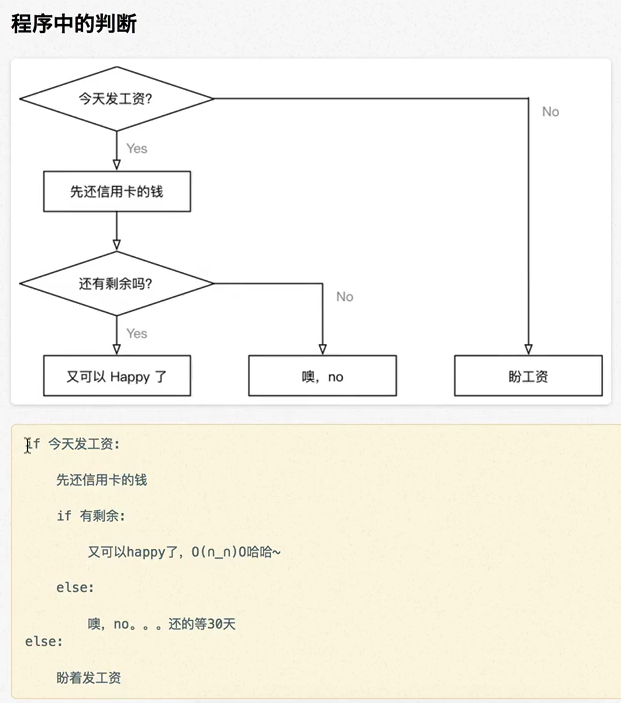 程序中的判断
今天发工资?
No
Yes
先还信用卡的钱
还有剩余吗?
No
Yes
又可以 Happy 了
噢，no
盼工资
if 今天发工资:
先还信用卡的钱
if 有剩余:
又可以happy了，O(∩_∩)O哈哈~
else:
噢，no。。。还的等30天
else:
盼着发工资